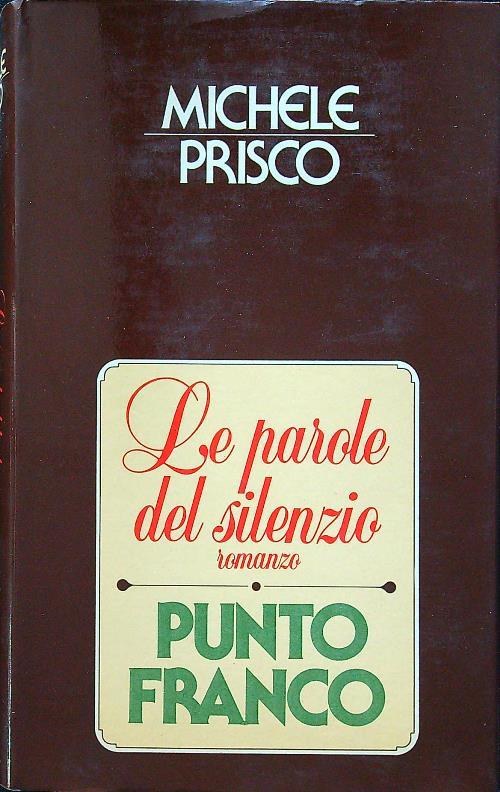 MICHELE
PRISCO
Le parole
del silenzio
romanzo
PUNTO
FRANCO